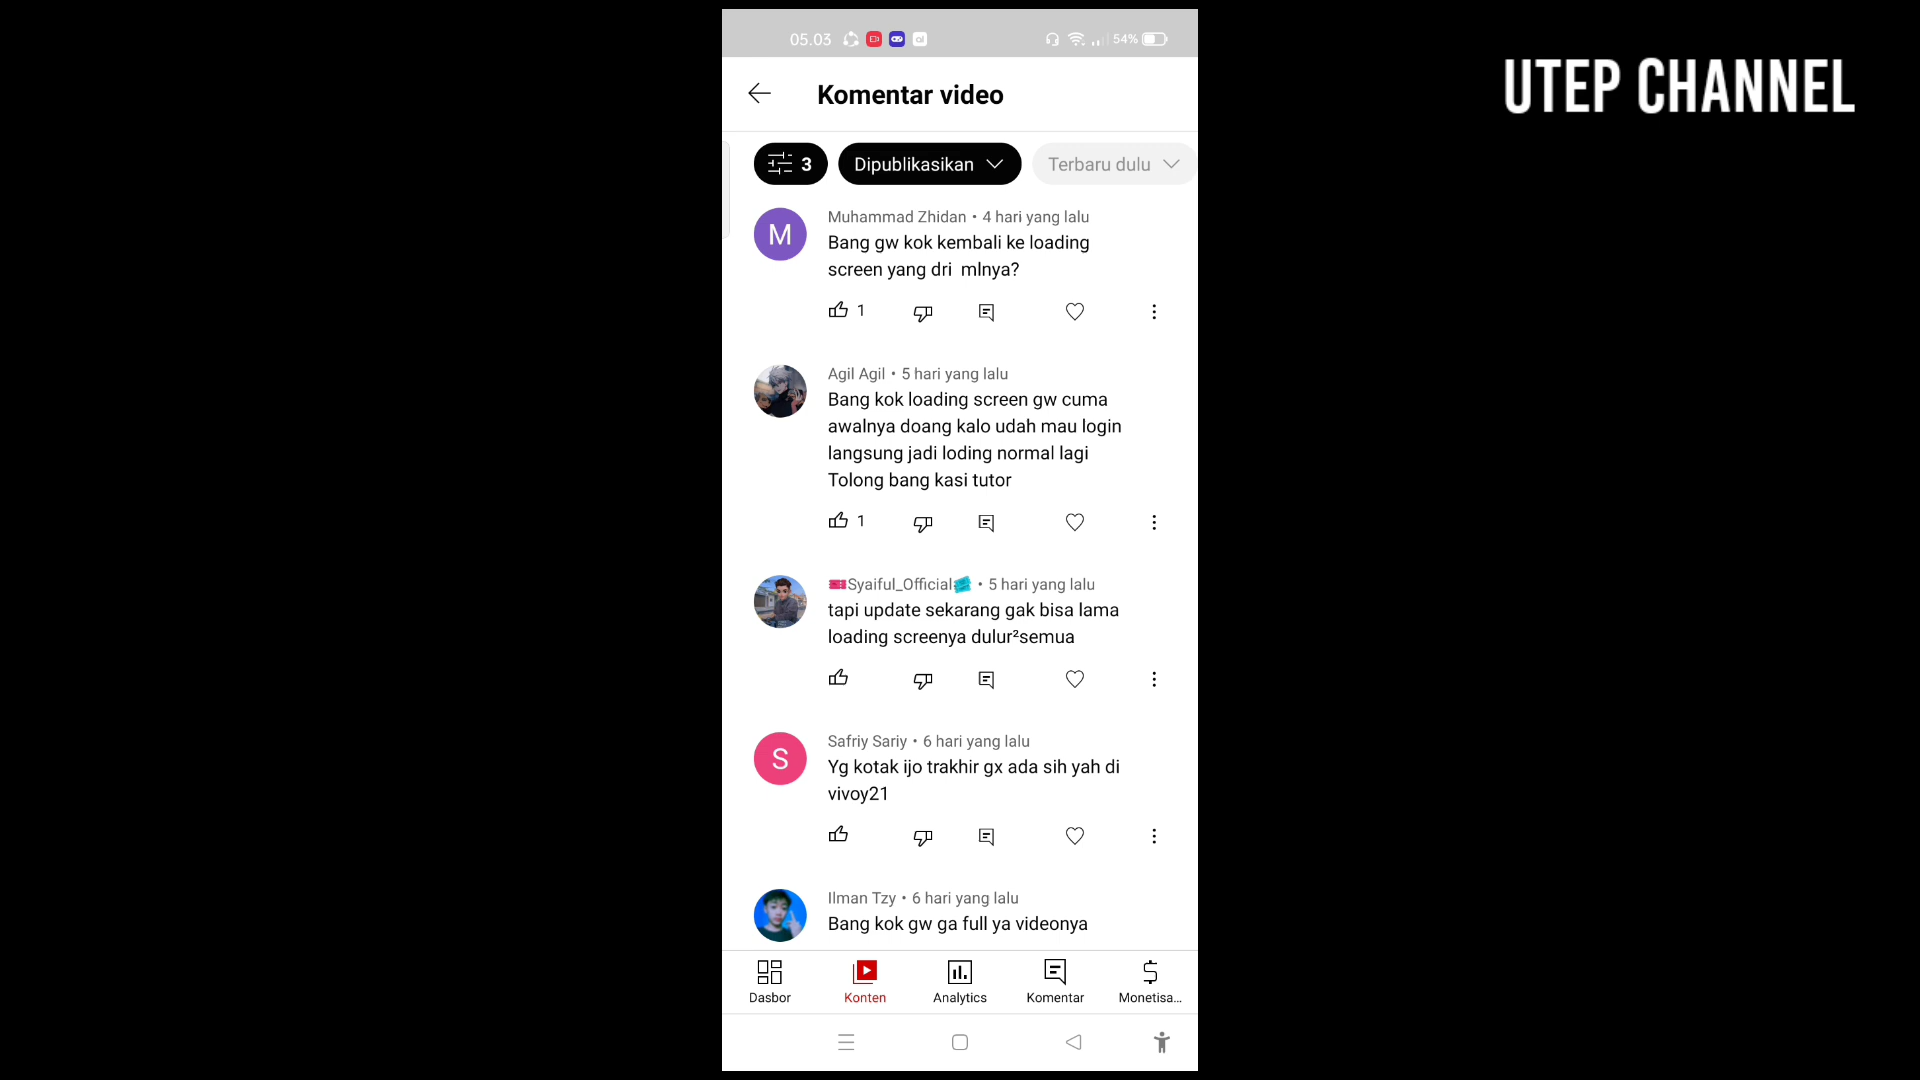 05.03
54%
UTEP CHANNEL
Komentar video
3
Dipublikasikan
Terbaru dulu
M
Muhammad Zhidan • 4 hari yang lalu
Bang gw kok kembali ke loading
screen yang dri  mlnya?
1
Agil Agil • 5 hari yang lalu
Bang kok loading screen gw cuma
awalnya doang kalo udah mau login
langsung jadi loding normal lagi
Tolong bang kasi tutor
1
🎟️Syaiful_Official🎫 • 5 hari yang lalu
tapi update sekarang gak bisa lama
loading screenya dulur²semua
S
Safriy Sariy • 6 hari yang lalu
Yg kotak ijo trakhir gx ada sih yah di
vivoy21
Ilman Tzy • 6 hari yang lalu
Bang kok gw ga full ya videonya
Dasbor
Konten
Analytics
Komentar
Monetisa...